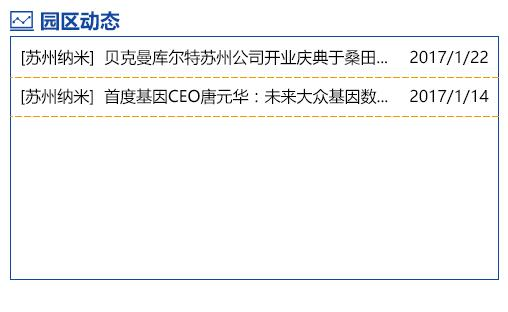 园区动态
[苏州纳米] 贝克曼库尔特苏州公司开业庆典于桑田... 2017/1/22
[苏州纳米] 首度基因CEO唐元华：未来大众基因数... 2017/1/14